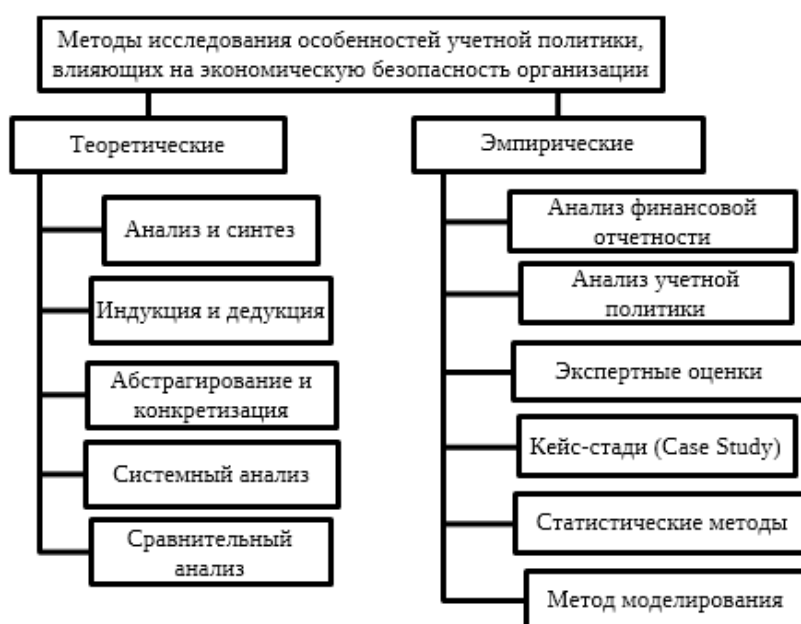 Методы исследования особенностей учетной политики,
влияющих на экономическую безопасность организации
Теоретические
Анализ и синтез
Индукция и дедукция
Абстрагирование и
конкретизация
Системный анализ
Сравнительный
анализ
Эмпирические
Анализ финансовой
отчетности
Анализ учетной
политики
Экспертные оценки
Кейс-стади (Case Study)
Статистические методы
Метод моделирования